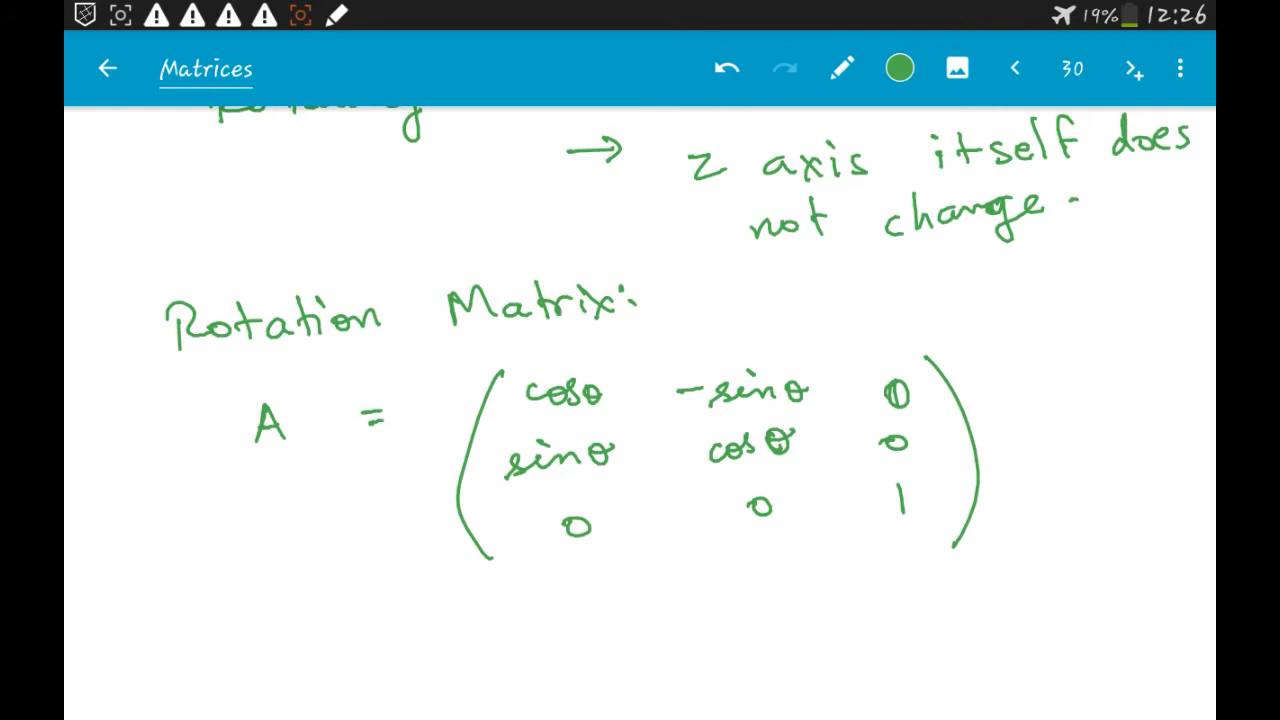 19% 12:26
Matrices 30
→ z axis itself does
not change.
Rotation Matrix:
A = ( cosθ -sinθ 0
sinθ cosθ 0
0 0 1 )